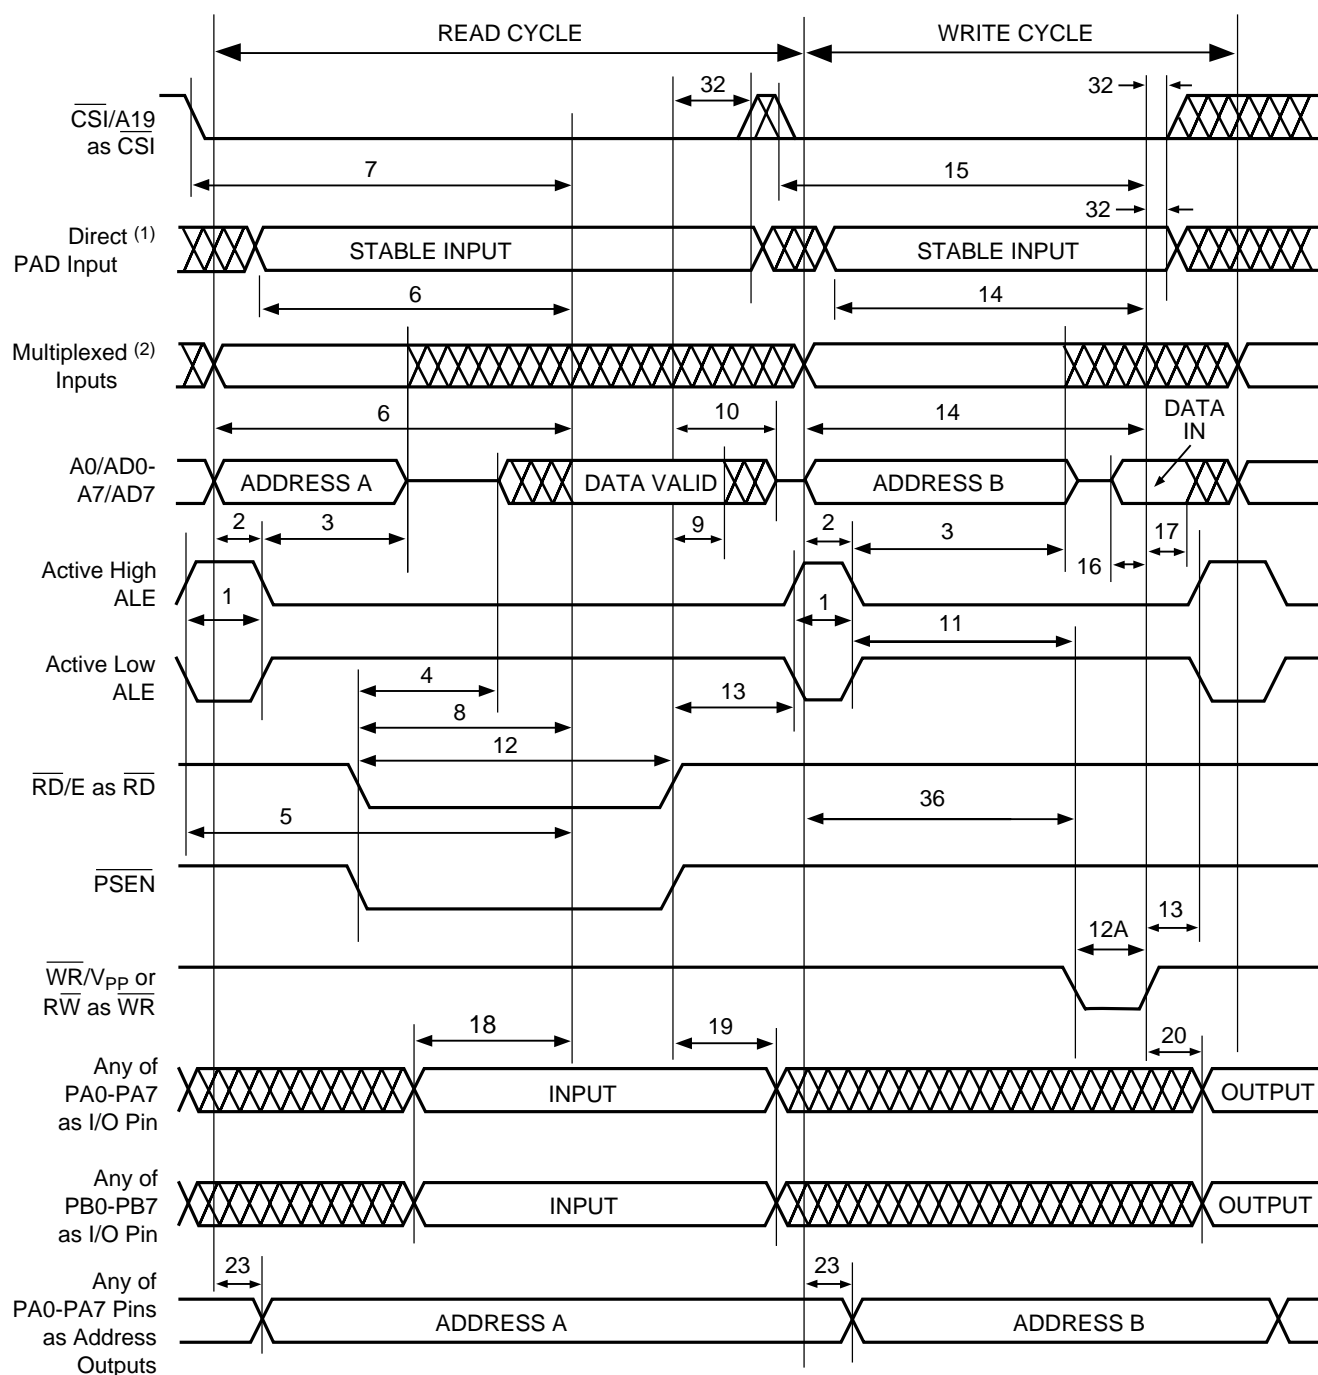 READ CYCLE
WRITE CYCLE
32
32
CSI/A19
as CSI
7
15
32
Direct (1)
PAD Input
STABLE INPUT
STABLE INPUT
6
14
Multiplexed (2)
Inputs
6
10
14
DATA
IN
A0/AD0-
A7/AD7
ADDRESS A
DATA VALID
ADDRESS B
2
3
9
2
3
17
16
Active High
ALE
1
1
11
Active Low
ALE
4
13
8
12
RD/E as RD
36
5
PSEN
12A
13
WR/VPP or
RW as WR
18
19
20
Any of
PA0-PA7
as I/O Pin
INPUT
OUTPUT
Any of
PB0-PB7
as I/O Pin
INPUT
OUTPUT
23
23
Any of
PA0-PA7 Pins
as Address
Outputs
ADDRESS A
ADDRESS B